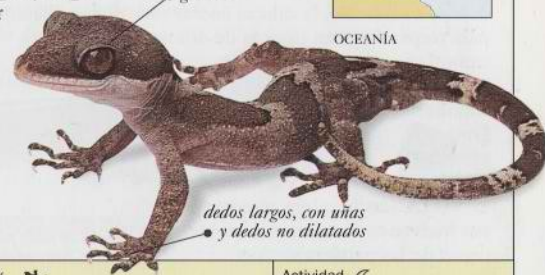 OCEANÍA
dedos largos, con uñas
y dedos no dilatados
Actividad